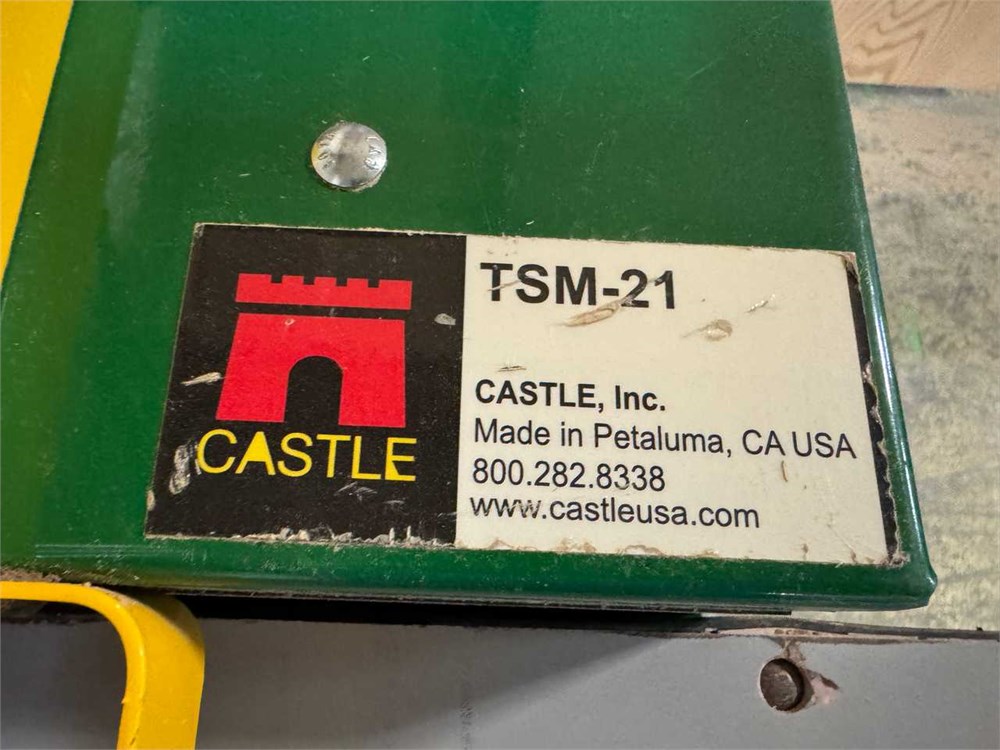 CASTLE
TSM-21
CASTLE, Inc.
Made in Petaluma, CA USA
800.282.8338
www.castleusa.com